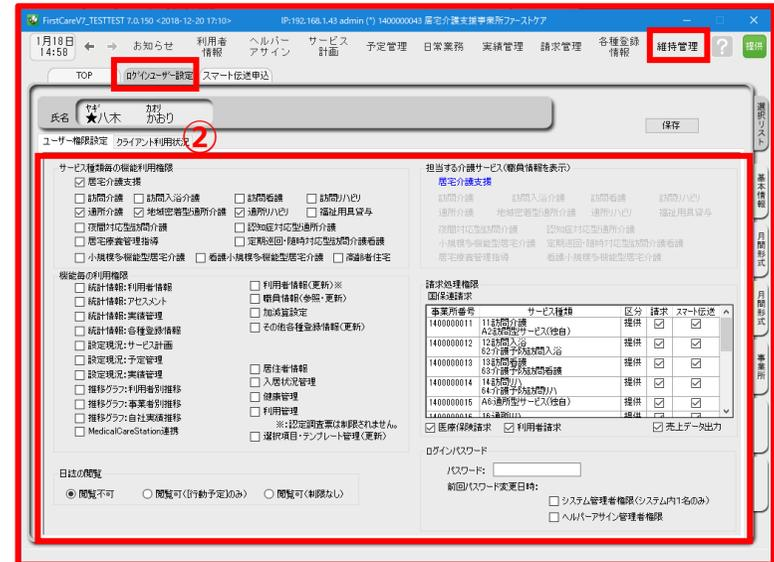 FirstCareV7_TESTTEST 7.0.150 <2018-12-20 17:10> IP:192.168.1.43 admin (*) 1400000043 居宅介護支援事業所ファーストケア
1月18日 14:58 ← → お知らせ 利用者情報 ヘルパーアサイン サービス計画 予定管理 日常業務 実績管理 請求管理 各種登録情報 維持管理 ? 提供
TOP ログインユーザー設定 スマート伝送申込
ヤギ カオリ
氏名 ★八木 かおり 保存
ユーザー権限設定 クライアント利用状況 ②
選択リスト
基本情報
月間形式
月間形式
事業所
サービス種類毎の機能利用権限
居宅介護支援
訪問介護 訪問入浴介護 訪問看護 訪問リハビリ
通所介護 地域密着型通所介護 通所リハビリ 福祉用具貸与
夜間対応型訪問介護 認知症対応型通所介護
居宅療養管理指導 定期巡回・随時対応型訪問介護看護
小規模多機能型居宅介護 看護小規模多機能型居宅介護 高齢者住宅
担当する介護サービス(職員情報を表示)
居宅介護支援
訪問介護 訪問入浴介護 訪問看護 訪問リハビリ
通所介護 地域密着型通所介護 通所リハビリ 福祉用具貸与
夜間対応型訪問介護 認知症対応型通所介護
小規模多機能型居宅介護 定期巡回・随時対応型訪問介護看護
居宅療養管理指導 看護小規模多機能型居宅介護
機能毎の利用権限
統計情報:利用者情報
統計情報:アセスメント
統計情報:実績管理
統計情報:各種登録情報
設定現況:サービス計画
設定現況:予定管理
設定現況:実績管理
推移グラフ:利用者別推移
推移グラフ:事業者別推移
推移グラフ:自社実績推移
MedicalCareStation連携
利用者情報(更新)※
職員情報(参照・更新)
加減算設定
その他各種登録情報(更新)
居住者情報
入居状況管理
健康管理
利用管理
※:認定調査票は制限されません。
選択項目・テンプレート管理(更新)
請求処理権限
国保連請求
事業所番号 サービス種類 区分 請求 スマート伝送
1400000011 11訪問介護 A2訪問型サービス(独自) 提供
1400000012 12訪問入浴 62介護予防訪問入浴 提供
1400000013 13訪問看護 63介護予防訪問看護 提供
1400000014 14訪問リハ 64介護予防訪問リハ 提供
1400000015 A6通所型サービス(独自) 提供
1400000016 16通所リハ 提供
医療保険請求 利用者請求 売上データ出力
日誌の閲覧
閲覧不可 閲覧可([行動予定]のみ) 閲覧可(制限なし)
ログインパスワード
パスワード:
前回パスワード変更日時:
システム管理者権限(システム内1名のみ)
ヘルパーアサイン管理者権限